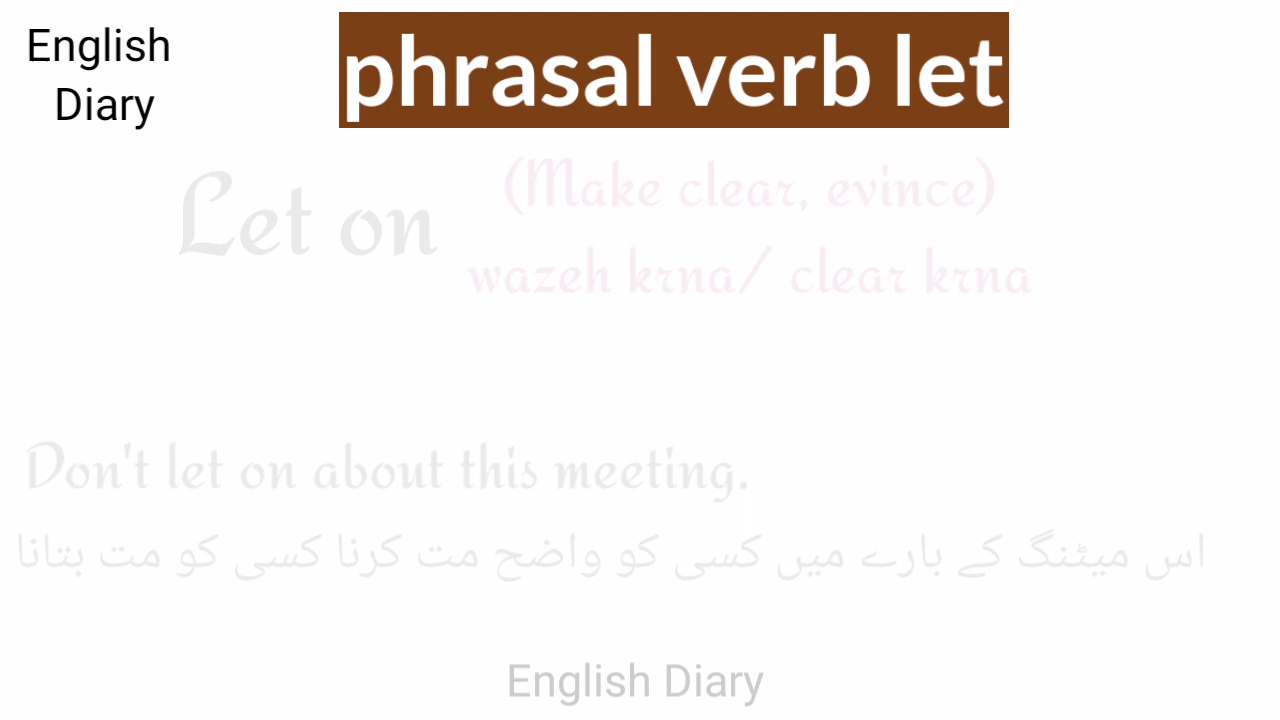 English
Diary
phrasal verb let
Let on
(Make clear, evince)
wazeh krna/ clear krna
Don't let on about this meeting.
اس میٹنگ کے بارے میں کسی کو واضح مت کرنا کسی کو مت بتانا
English Diary